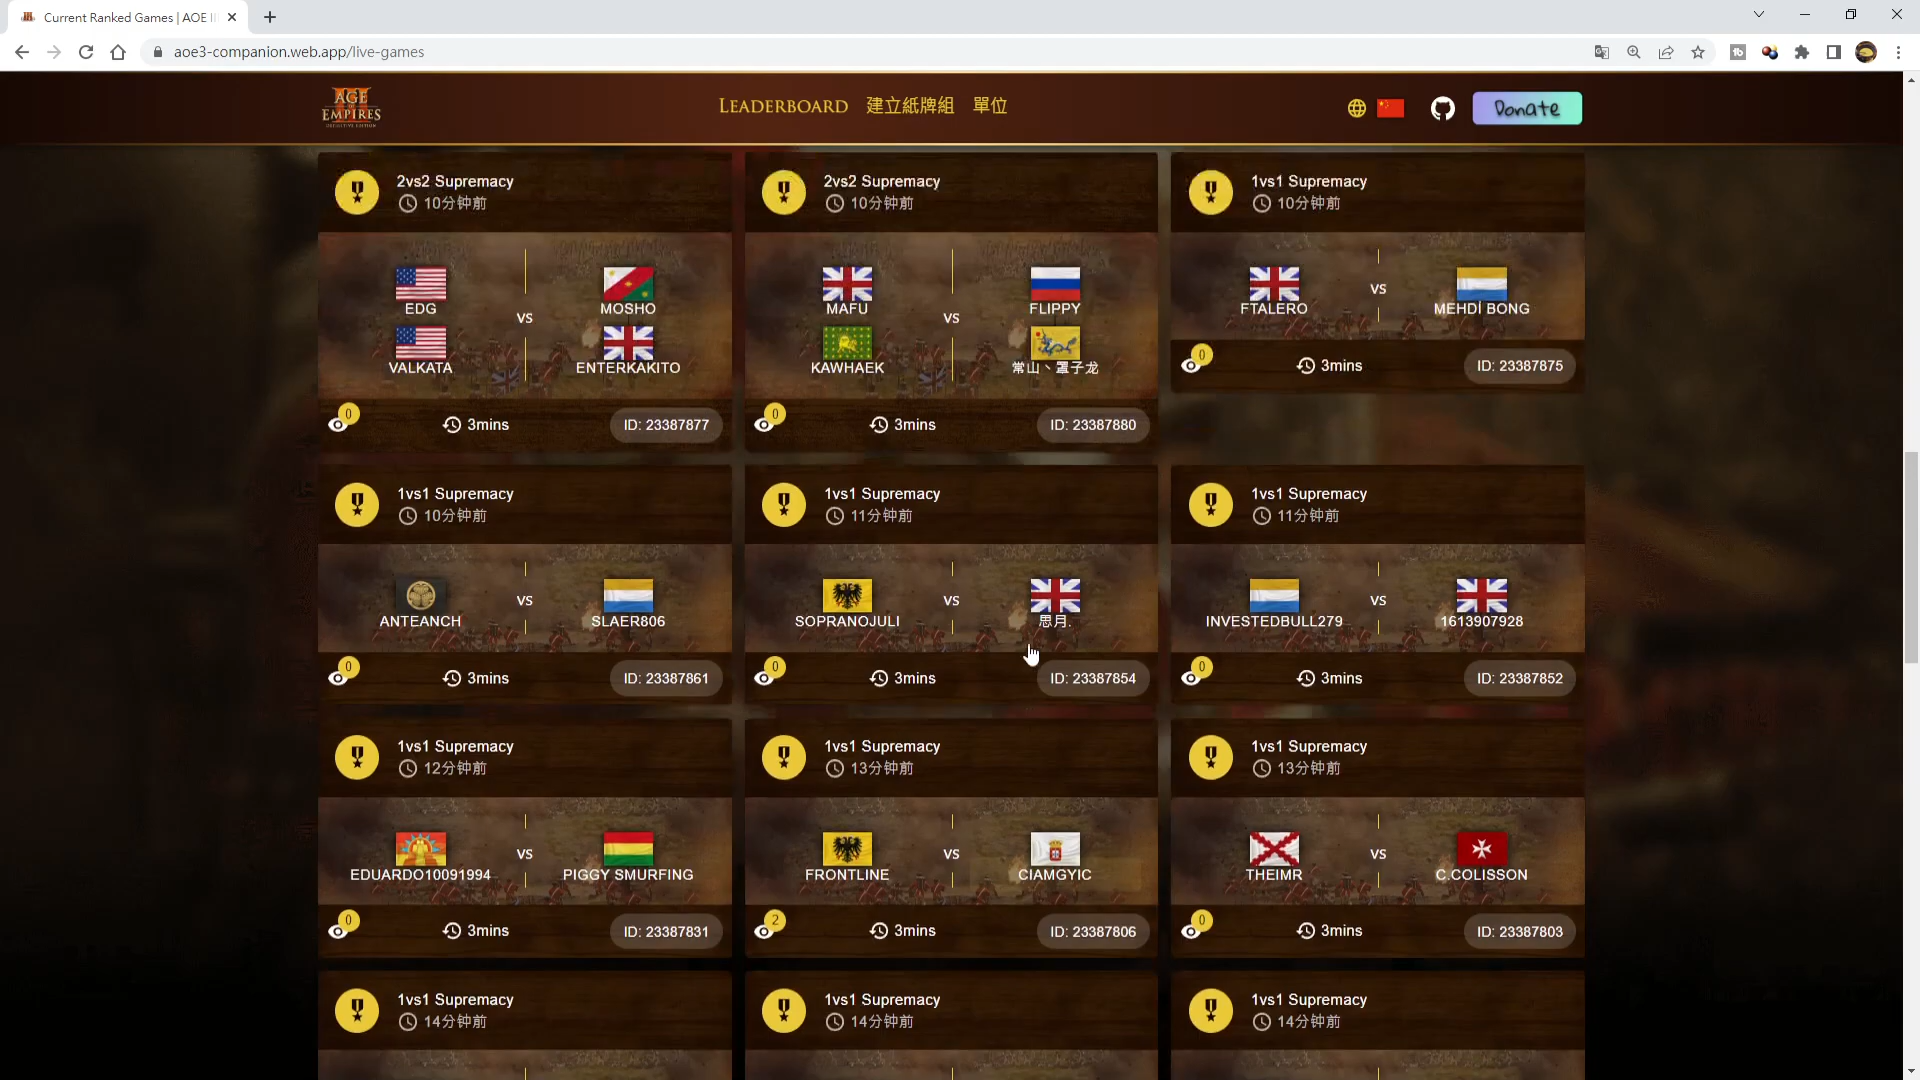 Current Ranked Games | AOE II
aoe3-companion.web.app/live-games
AGE
EMPIRES
LEADERBOARD
建立紙牌組
單位
Donate
2vs2 Supremacy
10分钟前
EDG
MOSHO
VS
VALKATA
ENTERKAKITO
0
3mins
ID: 23387877
2vs2 Supremacy
10分钟前
MAFU
FLIPPY
VS
KAWHAEK
常山丶罩子龙
0
3mins
ID: 23387880
1vs1 Supremacy
10分钟前
VS
FTALERO
MEHDİ BONG
0
3mins
ID: 23387875
1vs1 Supremacy
10分钟前
VS
ANTEANCH
SLAER806
0
3mins
ID: 23387861
1vs1 Supremacy
11分钟前
VS
SOPRANOJULI
思月.
0
3mins
ID: 23387854
1vs1 Supremacy
11分钟前
VS
INVESTEDBULL279
1613907928
0
3mins
ID: 23387852
1vs1 Supremacy
12分钟前
VS
EDUARDO10091994
PIGGY SMURFING
0
3mins
ID: 23387831
1vs1 Supremacy
13分钟前
VS
FRONTLINE
CIAMGYIC
2
3mins
ID: 23387806
1vs1 Supremacy
13分钟前
VS
THEIMR
C.COLISSON
0
3mins
ID: 23387803
1vs1 Supremacy
14分钟前
1vs1 Supremacy
14分钟前
1vs1 Supremacy
14分钟前